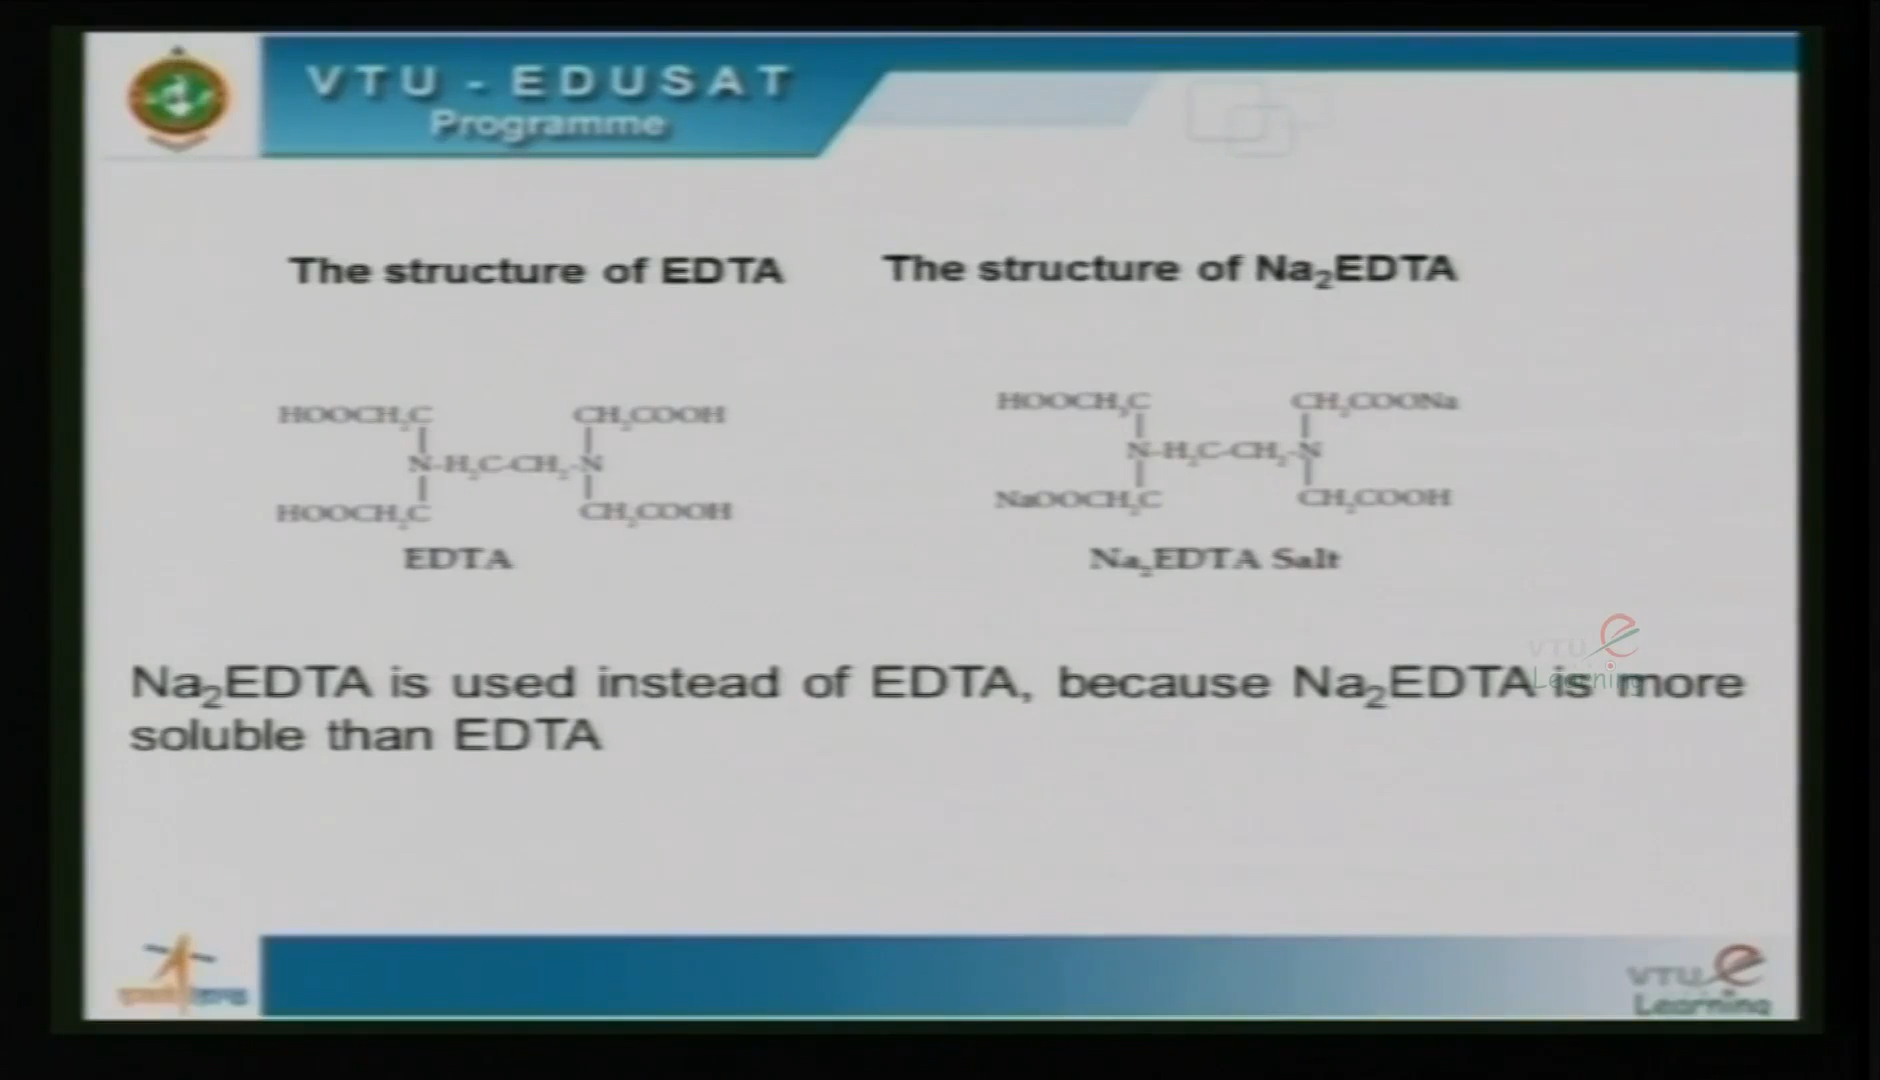 VTU - EDUSAT
Programme
The structure of EDTA
The structure of Na₂EDTA
HOOCH₂C CH₂COOH
N-H₂C-CH₂-N
HOOCH₂C CH₂COOH
EDTA
HOOCH₂C CH₂COONa
N-H₂C-CH₂-N
NaOOCH₂C CH₂COOH
Na₂EDTA Salt
Na₂EDTA is used instead of EDTA, because Na₂EDTA is more
soluble than EDTA
VTU e
Learning
VTU e
Learning